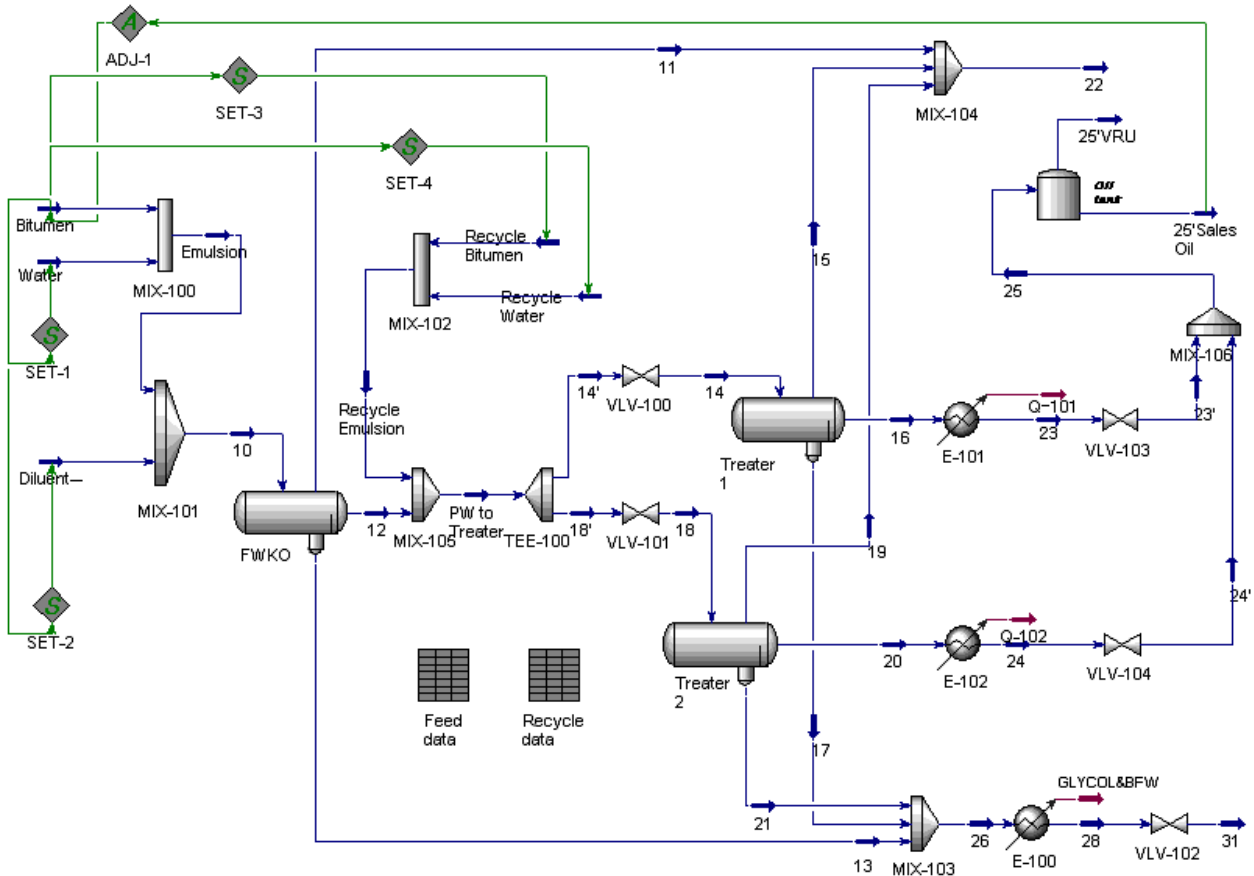 A
ADJ-1
S
SET-3
11
22
MIX-104
25'VRU
S
SET-4
Oil
tank
25'Sales
Oil
Bitumen
Emulsion
Water
MIX-100
Recycle
Bitumen
Recycle
Water
MIX-102
15
25
S
SET-1
MIX-106
14'
14
VLV-100
Recycle
Emulsion
Q-101
23'
10
16
23
E-101
VLV-103
Treater
1
Diluent
MIX-101
12
PW to
Treater
18'
18
FWKO
MIX-105
TEE-100
VLV-101
19
24'
S
SET-2
Q-102
20
24
E-102
VLV-104
Treater
2
Feed
data
Recycle
data
17
GLYCOL&BFW
21
13
26
28
31
MIX-103
E-100
VLV-102